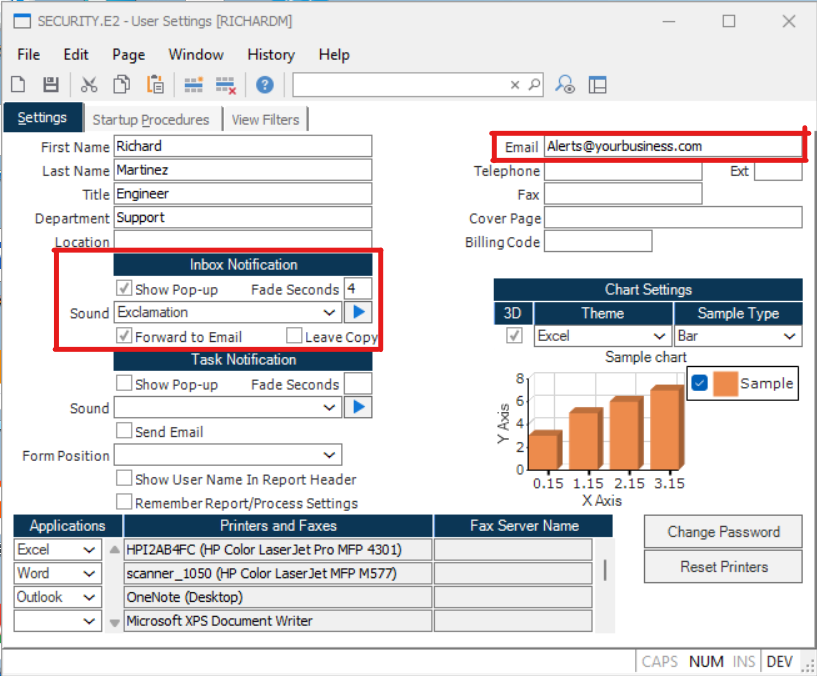 SECURITY.E2 - User Settings [RICHARDM]
File Edit Page Window History Help
Settings Startup Procedures View Filters
First Name Richard
Last Name Martinez
Title Engineer
Department Support
Location
Email Alerts@yourbusiness.com
Telephone Ext
Fax
Cover Page
Billing Code
Inbox Notification
Show Pop-up Fade Seconds 4
Sound Exclamation
Forward to Email Leave Copy
Task Notification
Show Pop-up Fade Seconds
Sound
Send Email
Form Position
Show User Name In Report Header
Remember Report/Process Settings
Chart Settings
3D Theme Sample Type
Excel Bar
Sample chart
Sample
Y Axis
8
6
4
2
0
0.15 1.15 2.15 3.15
X Axis
Applications Printers and Faxes Fax Server Name
Excel HPI2AB4FC (HP Color LaserJet Pro MFP 4301)
Word scanner_1050 (HP Color LaserJet MFP M577)
Outlook OneNote (Desktop)
Microsoft XPS Document Writer
Change Password
Reset Printers
CAPS NUM INS DEV